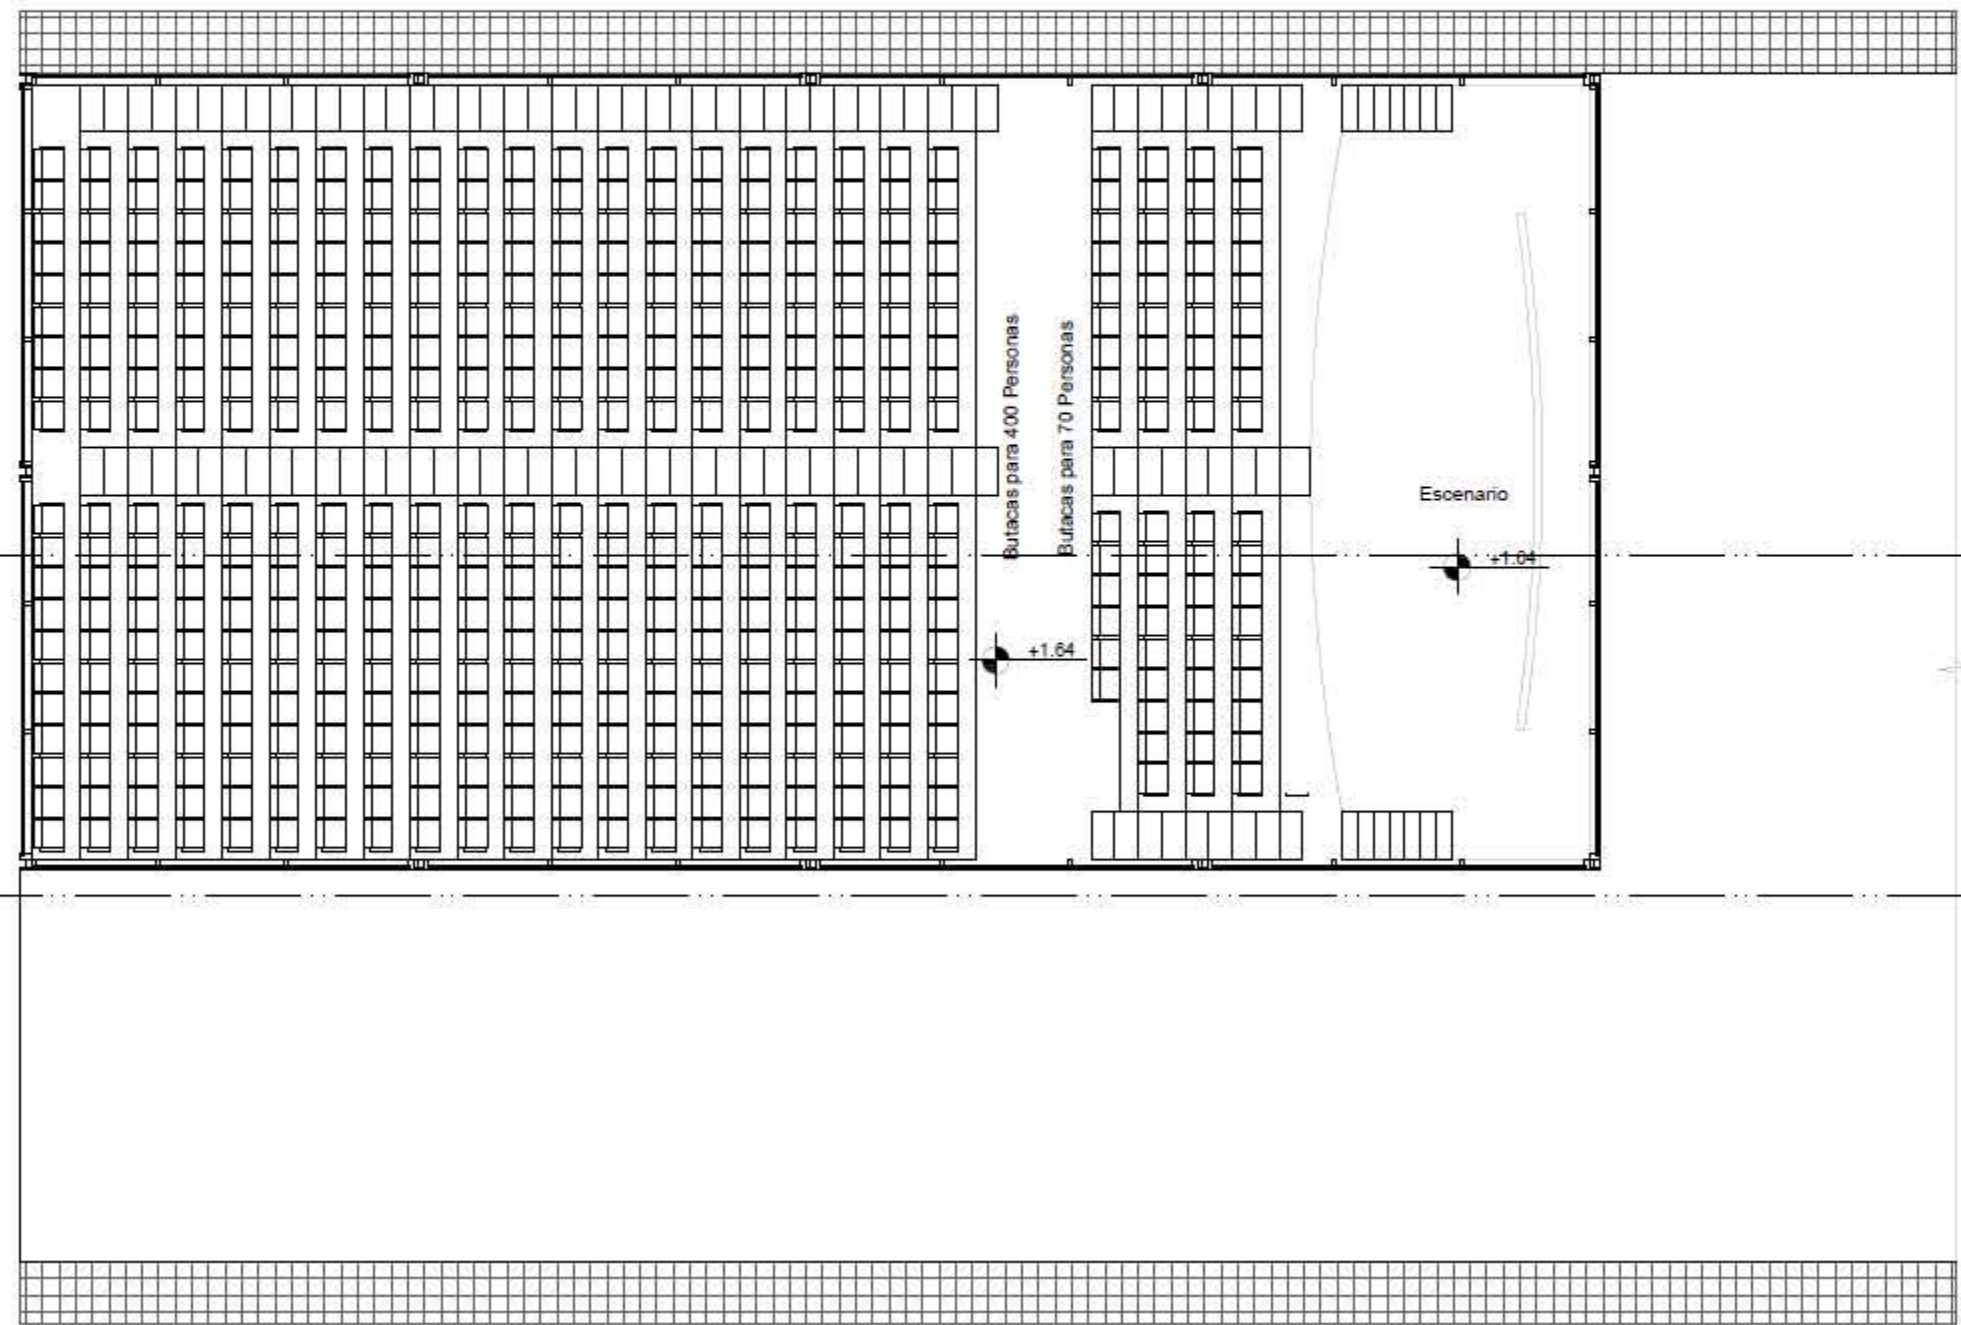 Butacas para 400 Personas
Butacas para 70 Personas
Escenario
+1.04
+1.64